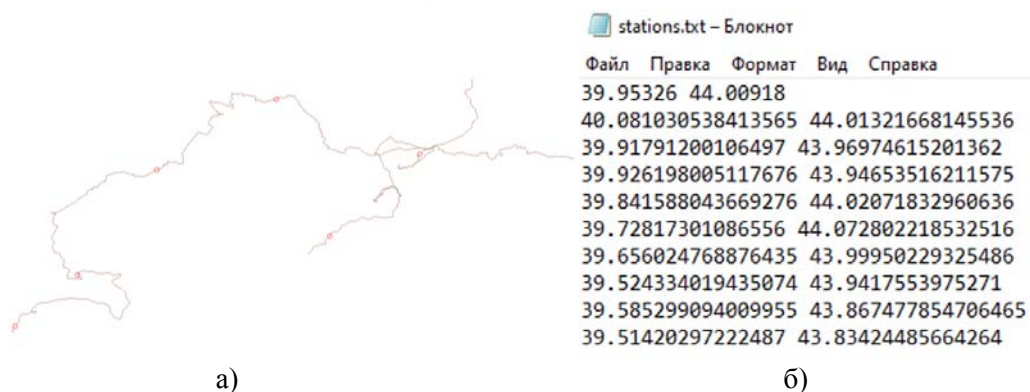 stations.txt – Блокнот
Файл Правка Формат Вид Справка
39.95326 44.00918
40.081030538413565 44.01321668145536
39.91791200106497 43.96974615201362
39.926198005117676 43.94653516211575
39.841588043669276 44.02071832960636
39.72817301086556 44.072802218532516
39.656024768876435 43.99950229325486
39.524334019435074 43.9417553975271
39.585299094009955 43.867477854706465
39.51420297222487 43.83424485664264
а)
б)